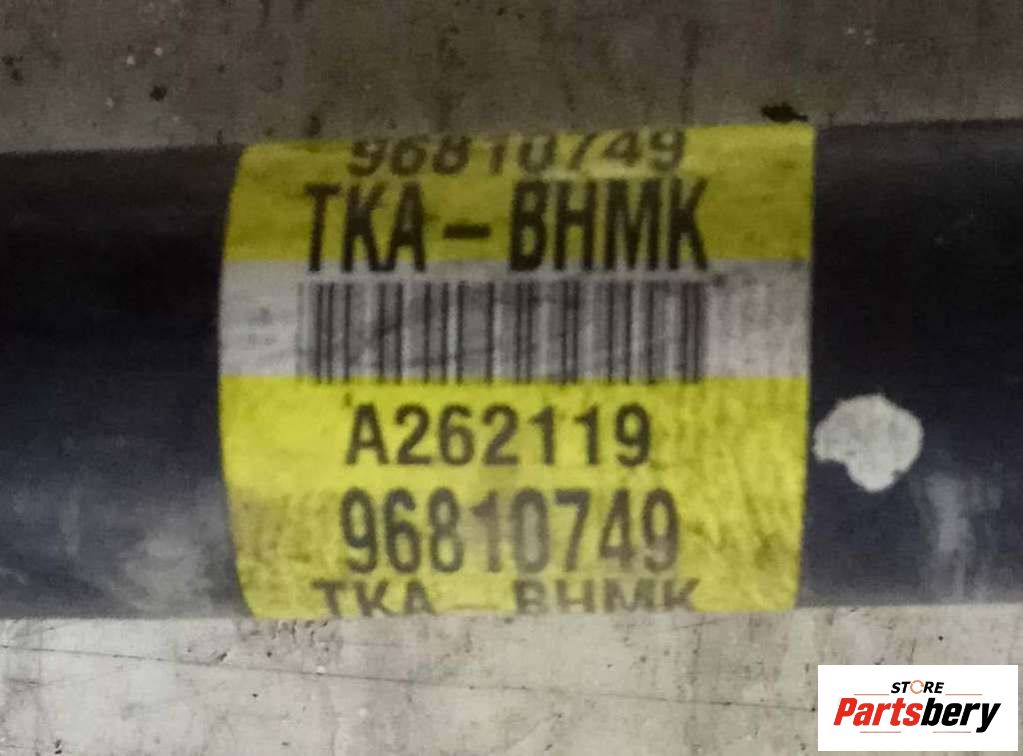 96810749
TKA - BHMK
A262119
96810749
TKA - BHMK
STORE
Partsbery